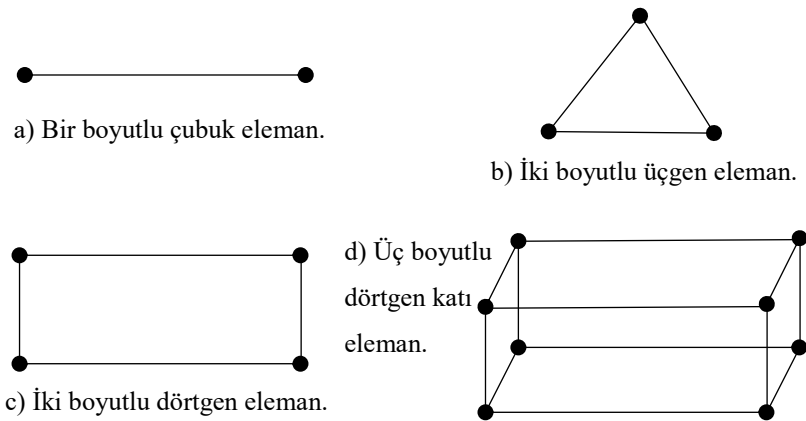 a) Bir boyutlu çubuk eleman.
b) İki boyutlu üçgen eleman.
c) İki boyutlu dörtgen eleman.
d) Üç boyutlu
dörtgen katı
eleman.